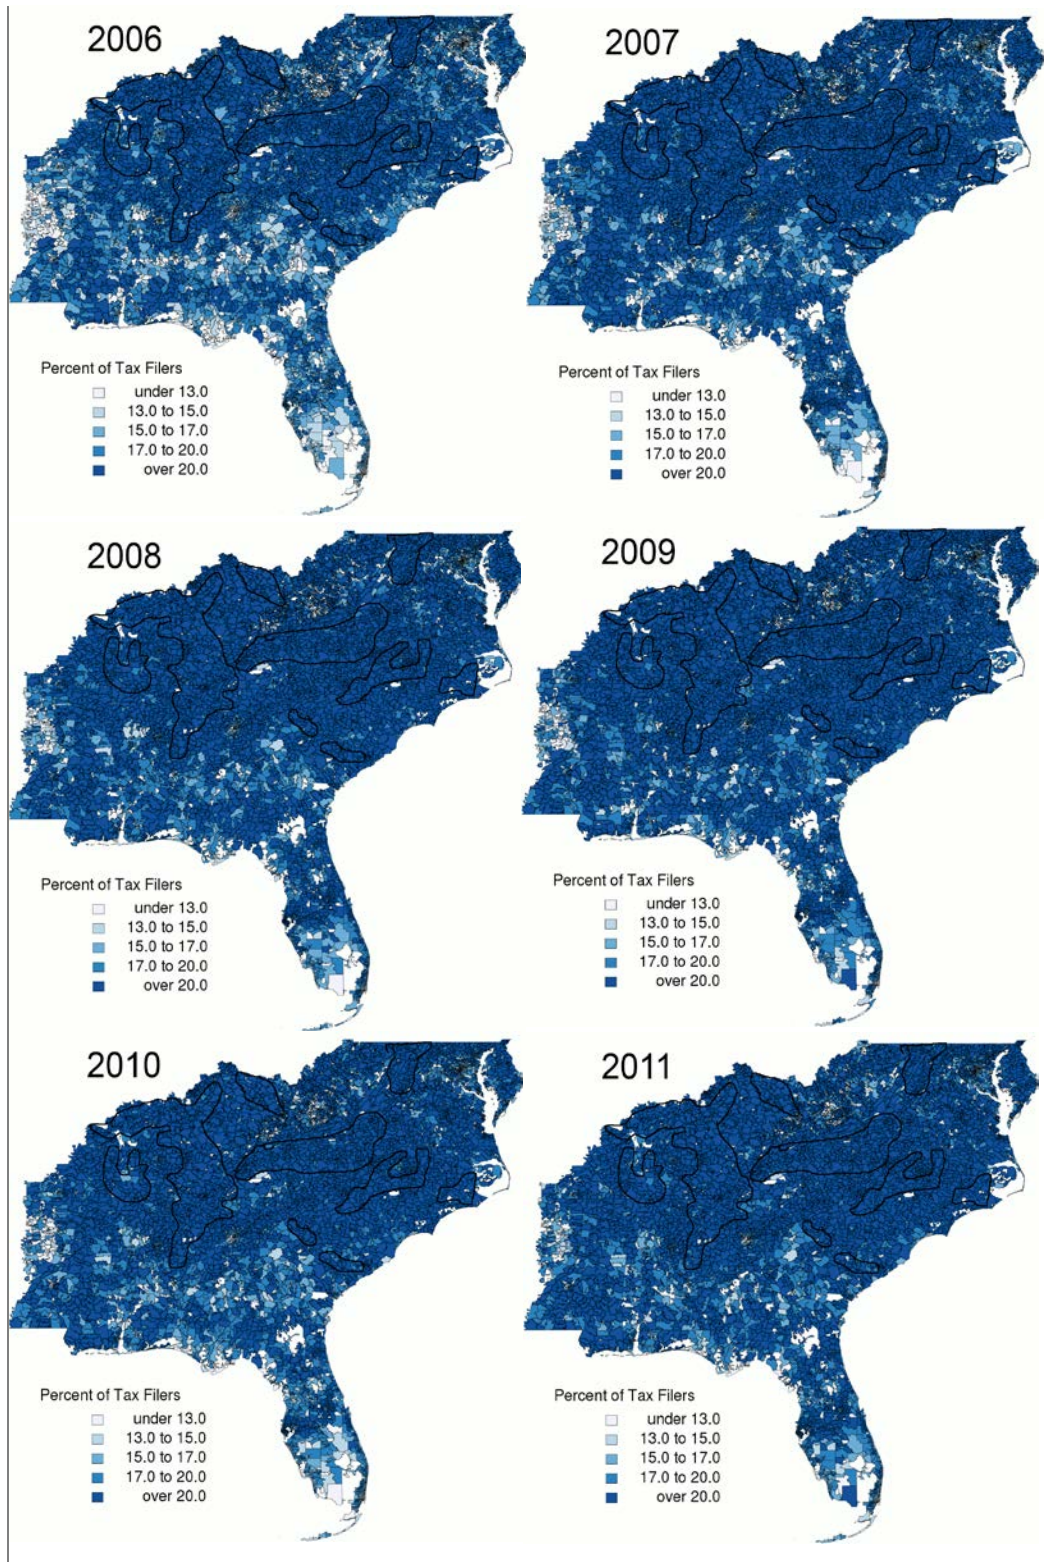 2006
Percent of Tax Filers
under 13.0
13.0 to 15.0
15.0 to 17.0
17.0 to 20.0
over 20.0
2007
Percent of Tax Filers
under 13.0
13.0 to 15.0
15.0 to 17.0
17.0 to 20.0
over 20.0
2008
Percent of Tax Filers
under 13.0
13.0 to 15.0
15.0 to 17.0
17.0 to 20.0
over 20.0
2009
Percent of Tax Filers
under 13.0
13.0 to 15.0
15.0 to 17.0
17.0 to 20.0
over 20.0
2010
Percent of Tax Filers
under 13.0
13.0 to 15.0
15.0 to 17.0
17.0 to 20.0
over 20.0
2011
Percent of Tax Filers
under 13.0
13.0 to 15.0
15.0 to 17.0
17.0 to 20.0
over 20.0